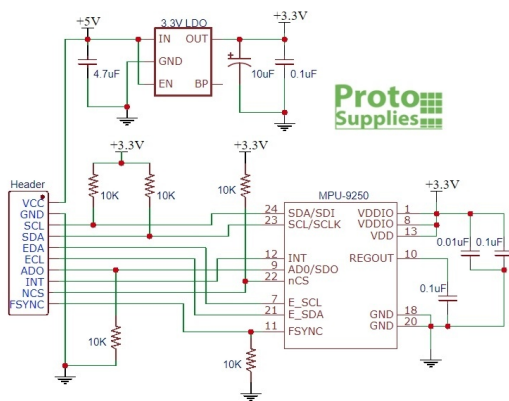 +5V
3.3V LDO
+3.3V
IN OUT
GND
EN BP
4.7uF
10uF
0.1uF
Proto
Supplies
+3.3V
+3.3V
+3.3V
Header
10K
10K
10K
MPU-9250
VCC
GND
SCL
SDA
EDA
ECL
ADO
INT
NCS
FSYNC
24 SDA/SDI
23 SCL/SCLK
12 INT
9 AD0/SDO
22 nCS
7 E_SCL
21 E_SDA
11 FSYNC
VDDIO 1
VDDIO 8
VDD 13
REGOUT 10
GND 18
GND 20
0.01uF
0.1uF
0.1uF
10K
10K